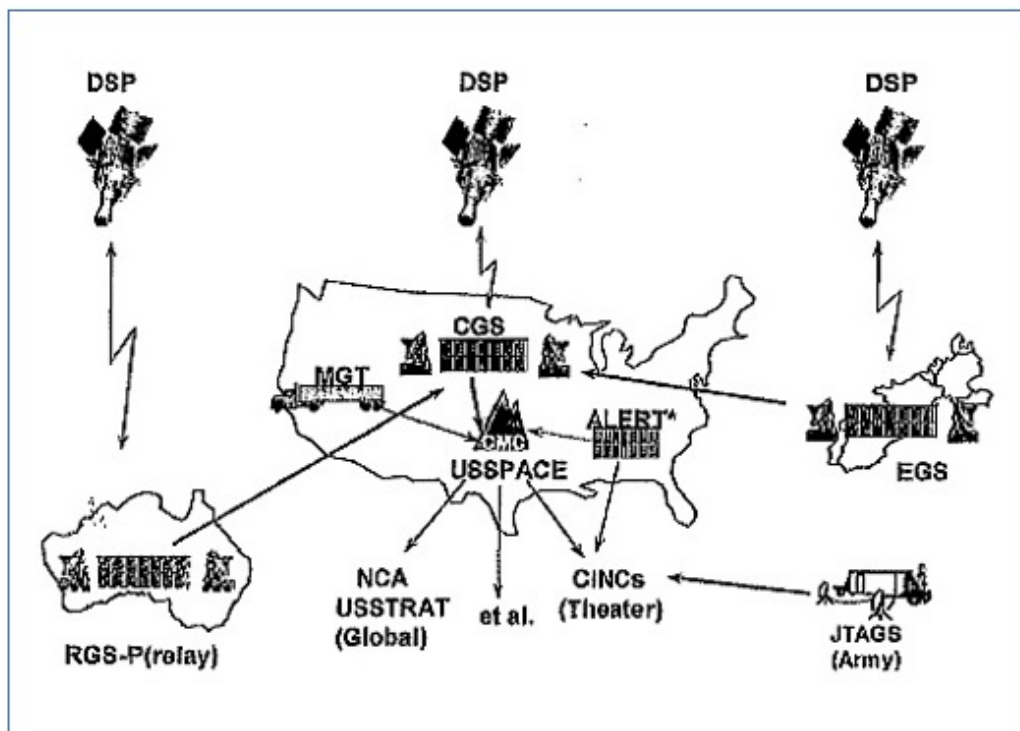 DSP
DSP
DSP
CGS
MGT
ALERT*
CMC
USSPACE
EGS
NCA
USSTRAT
(Global)
et al.
CINCs
(Theater)
JTAGS
(Army)
RGS-P(relay)